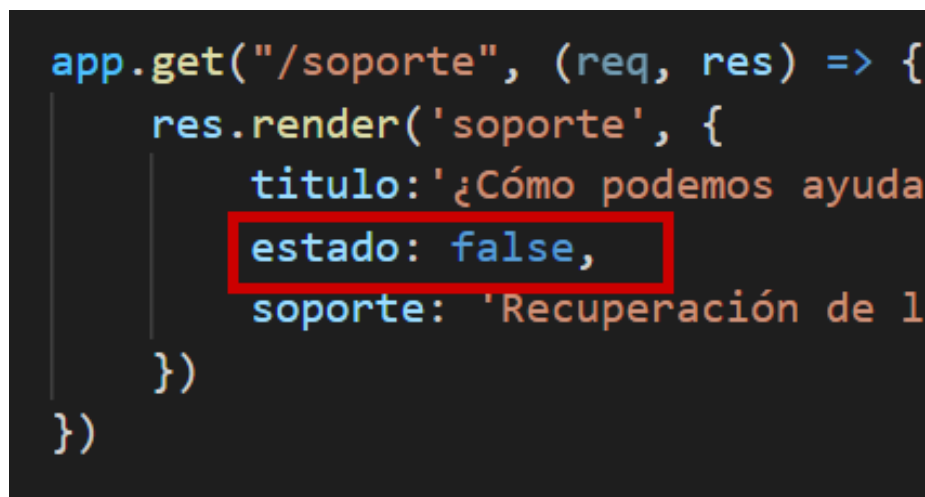 app.get("/soporte", (req, res) => {
res.render('soporte', {
titulo:'¿Cómo podemos ayuda
estado: false,
soporte: 'Recuperación de l
})
})